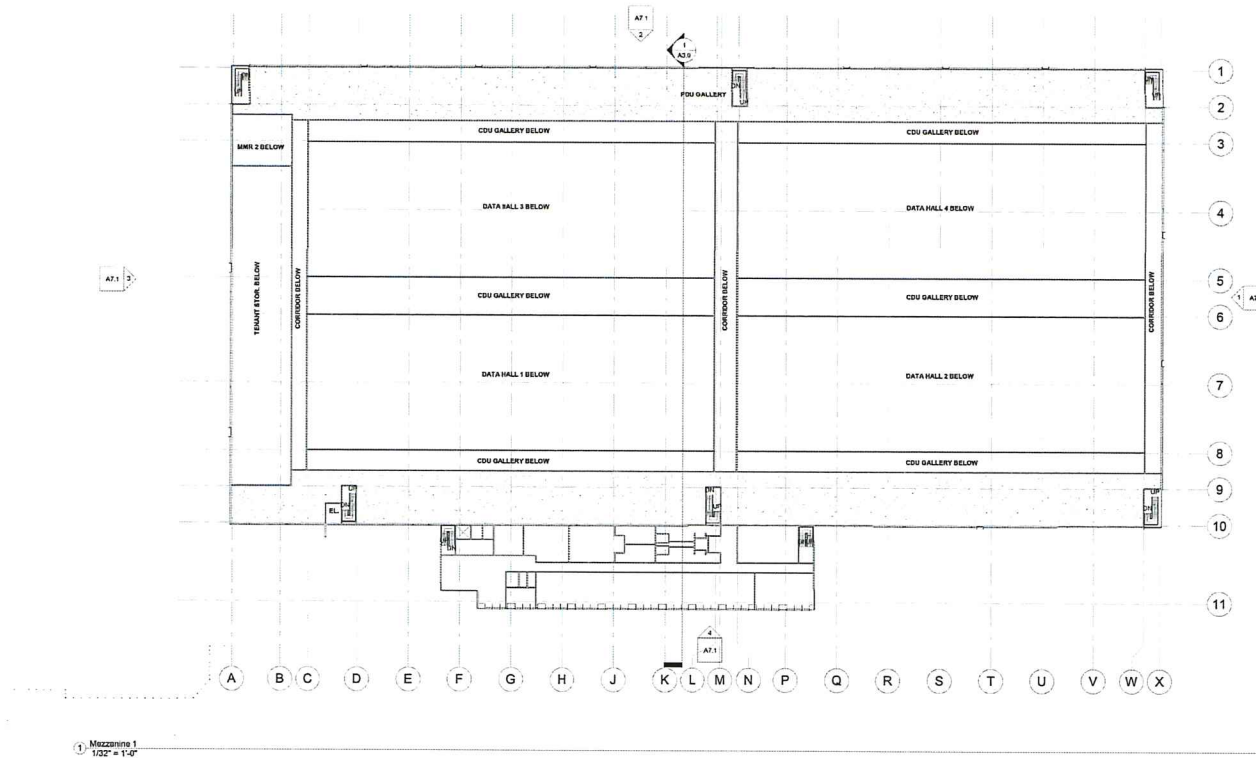 A7.1
2
1
A3.0
1
DN
DN
PDU GALLERY
2
CDU GALLERY BELOW
CDU GALLERY BELOW
MMR 2 BELOW
3
DATA HALL 3 BELOW
DATA HALL 4 BELOW
4
A7.1
3
TENANT STOR. BELOW
CORRIDOR BELOW
CORRIDOR BELOW
CORRIDOR BELOW
5
CDU GALLERY BELOW
CDU GALLERY BELOW
1
6
DATA HALL 1 BELOW
DATA HALL 2 BELOW
7
CDU GALLERY BELOW
CDU GALLERY BELOW
8
UP
DN
UP
9
EL.
DN
UP
DN
10
DN
11
4
A7.1
A B C D E F G H J K L M N P Q R S T U V W X
1 Mezzanine 1
1/32" = 1'-0"